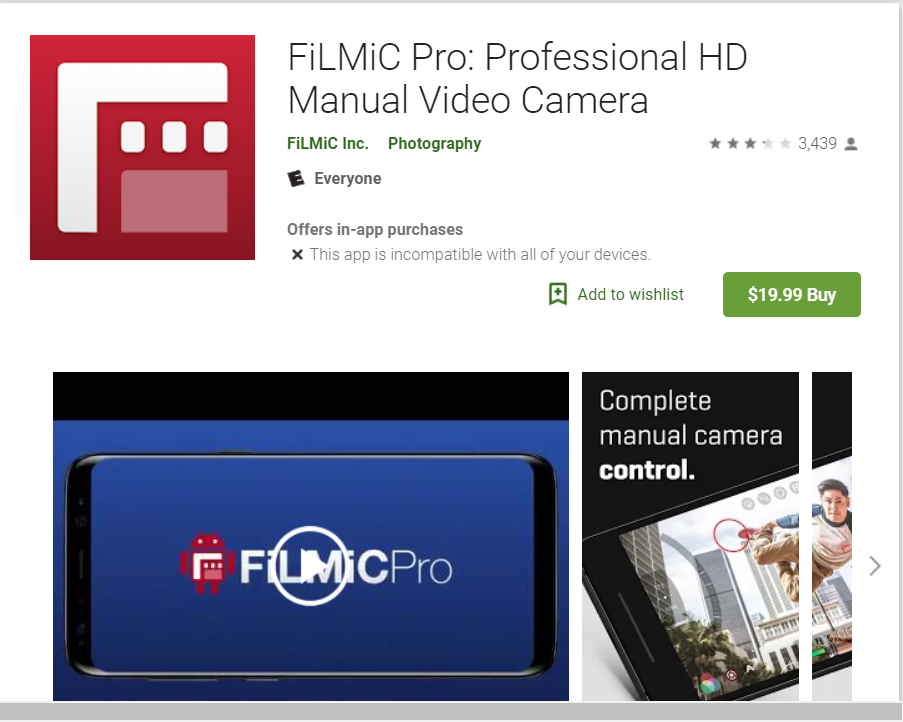 FiLMiC Pro: Professional HD
Manual Video Camera
FiLMiC Inc. Photography
3,439
E Everyone
Offers in-app purchases
This app is incompatible with all of your devices.
Add to wishlist
$19.99 Buy
FiLMiCPro
Complete
manual camera
control.